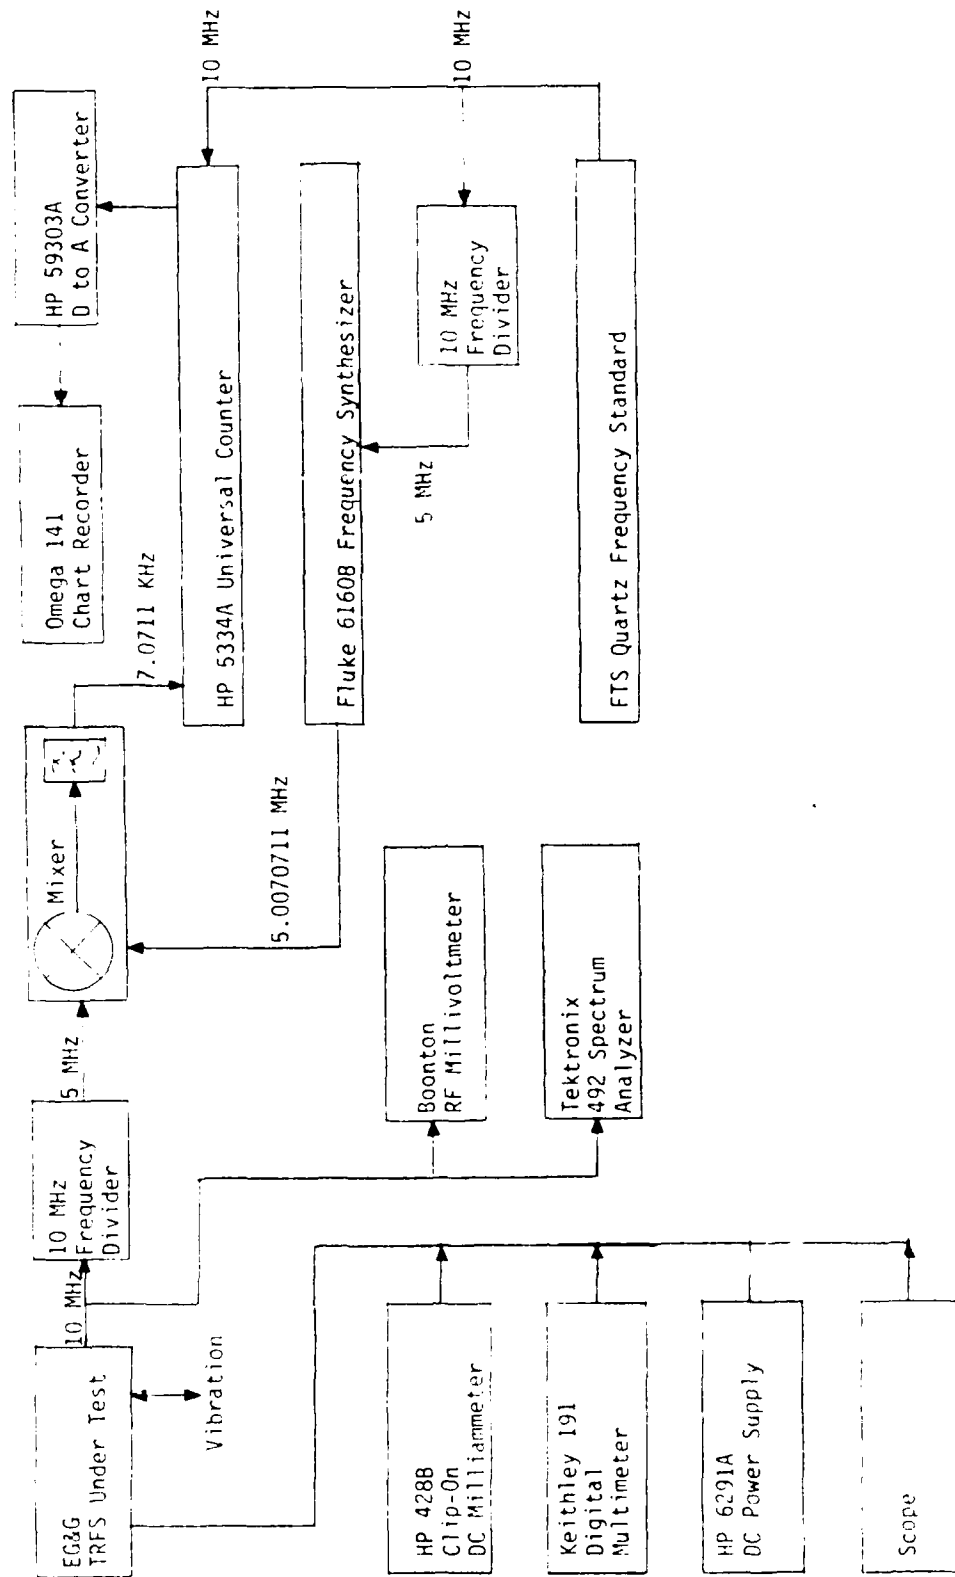 EG&G
TRFS Under Test
Vibration
10 MHz
10 MHz
Frequency
Divider
5 MHz
Mixer
7.0711 KHz
5.0070711 MHz
Omega 141
Chart Recorder
HP 59303A
D to A Converter
HP 5334A Universal Counter
10 MHz
Fluke 6160B Frequency Synthesizer
5 MHz
10 MHz
Frequency
Divider
10 MHz
FTS Quartz Frequency Standard
Boonton
RF Millivoltmeter
Tektronix
492 Spectrum
Analyzer
HP 428B
Clip-On
DC Milliammeter
Keithley 191
Digital
Multimeter
HP 6291A
DC Power Supply
Scope